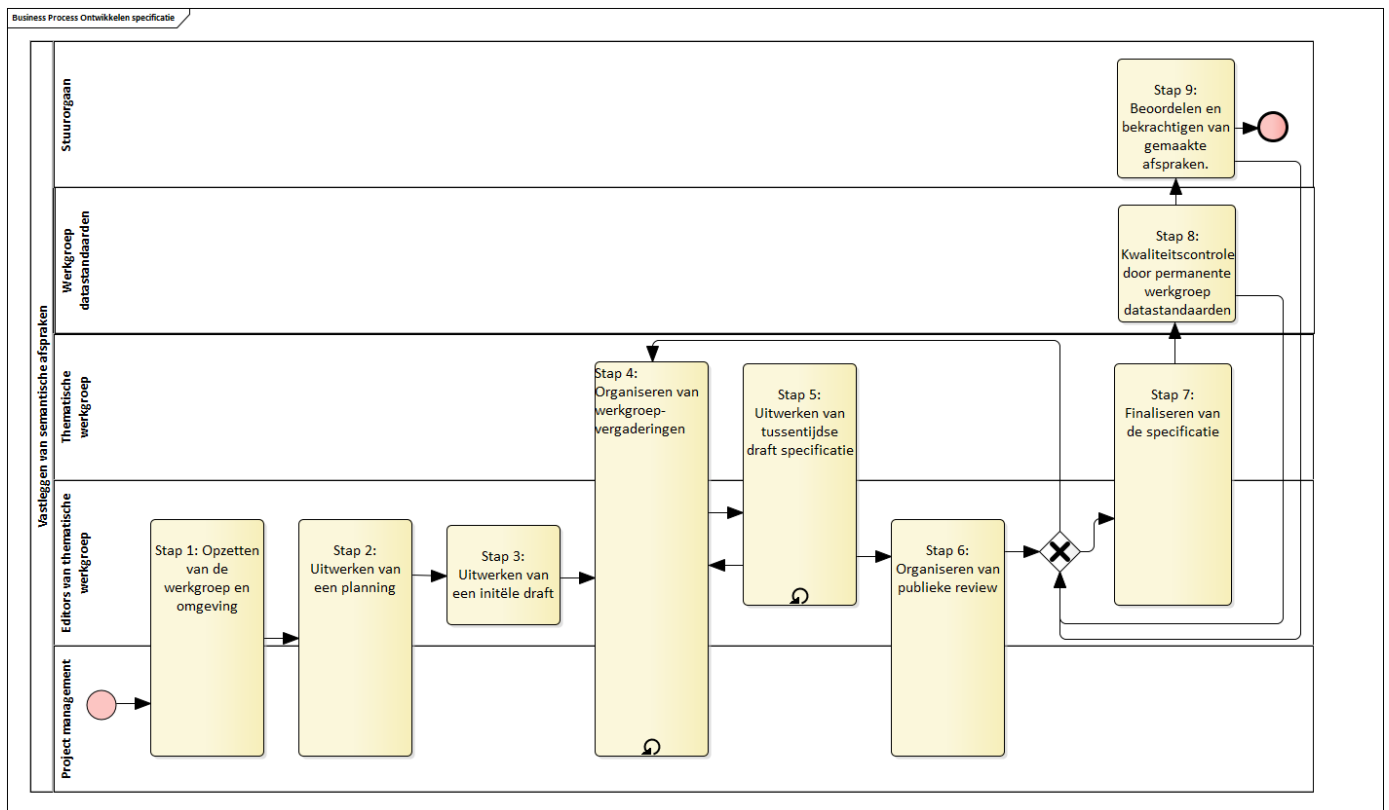 Business Process Ontwikkelen specificatie
Vastleggen van semantische afspraken
Stuurorgaan
Stap 9:
Beoordelen en
bekrachtigen van
gemaakte
afspraken.
Werkgroep
datastandaarden
Stap 8:
Kwaliteitscontrole
door permanente
werkgroep
datastandaarden
Thematische
werkgroep
Stap 4:
Organiseren van
werkgroep-
vergaderingen
Stap 5:
Uitwerken van
tussentijdse
draft specificatie
Stap 7:
Finaliseren van
de specificatie
Editors van thematische
werkgroep
Stap 1: Opzetten
van de
werkgroep en
omgeving
Stap 2:
Uitwerken van
een planning
Stap 3:
Uitwerken van
een initële draft
Stap 6:
Organiseren van
publieke review
Project management